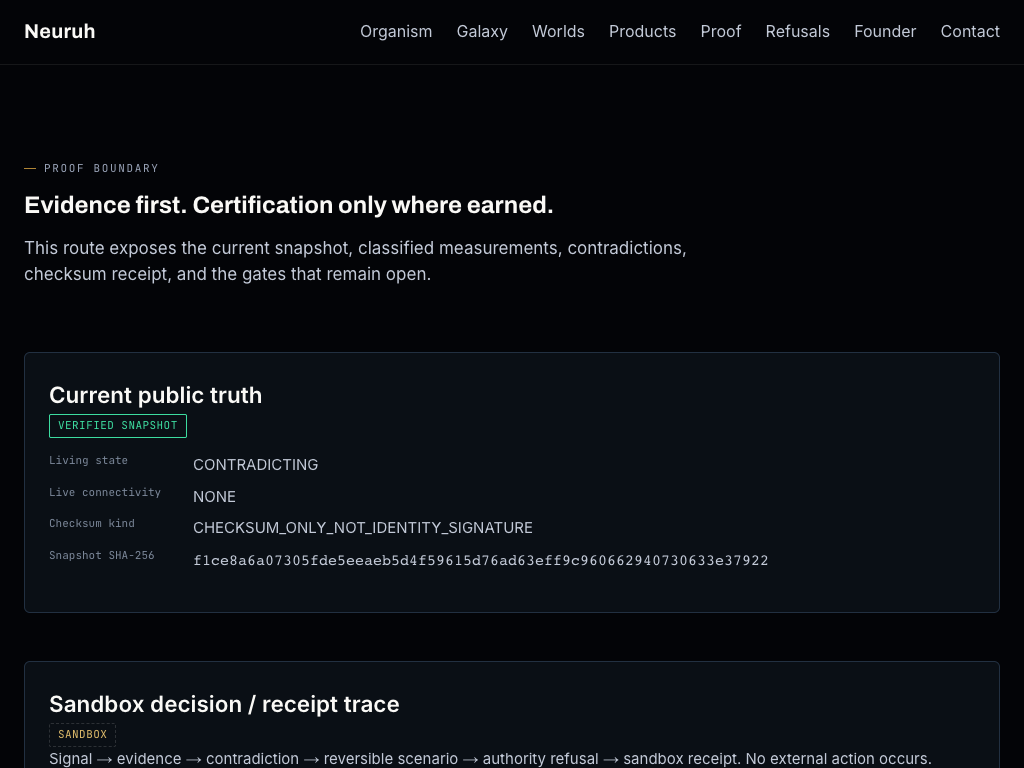 Neuruh
Organism Galaxy Worlds Products Proof Refusals Founder Contact
— PROOF BOUNDARY
Evidence first. Certification only where earned.
This route exposes the current snapshot, classified measurements, contradictions,
checksum receipt, and the gates that remain open.
Current public truth
VERIFIED SNAPSHOT
Living state CONTRADICTING
Live connectivity NONE
Checksum kind CHECKSUM_ONLY_NOT_IDENTITY_SIGNATURE
Snapshot SHA-256 f1ce8a6a07305fde5eeaeb5d4f59615d76ad63eff9c960662940730633e37922
Sandbox decision / receipt trace
SANDBOX
Signal → evidence → contradiction → reversible scenario → authority refusal → sandbox receipt. No external action occurs.